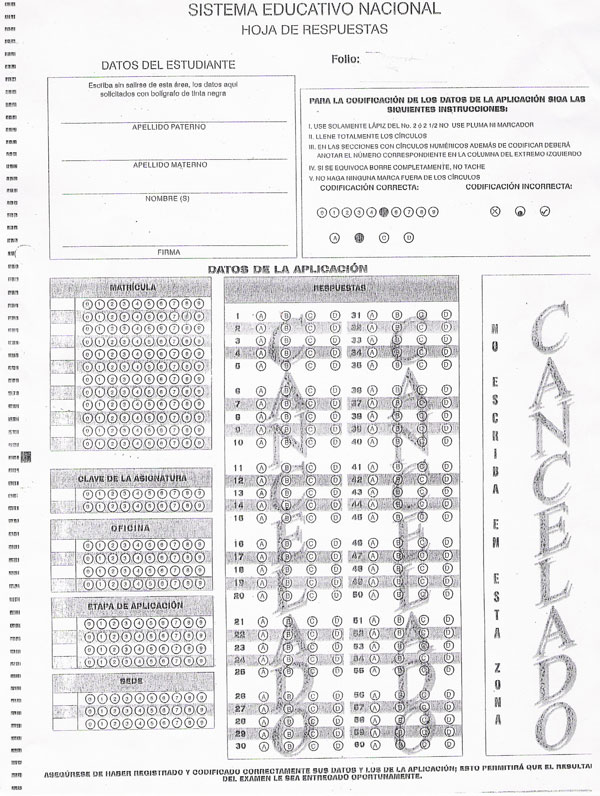 SISTEMA EDUCATIVO NACIONAL
HOJA DE RESPUESTAS
DATOS DEL ESTUDIANTE
Folio:
Escriba sin salirse de esta área, los datos aquí
solicitados con bolígrafo de tinta negra
APELLIDO PATERNO
APELLIDO MATERNO
NOMBRE (S)
FIRMA
PARA LA CODIFICACIÓN DE LOS DATOS DE LA APLICACIÓN SIGA LAS
SIGUIENTES INSTRUCCIONES:
I. USE SOLAMENTE LÁPIZ DEL No. 2 ó 2 1/2 NO USE PLUMA NI MARCADOR
II. LLENE TOTALMENTE LOS CÍRCULOS
III. EN LAS SECCIONES CON CÍRCULOS NUMÉRICOS ADEMÁS DE CODIFICAR DEBERÁ
ANOTAR EL NÚMERO CORRESPONDIENTE EN LA COLUMNA DEL EXTREMO IZQUIERDO
IV. SI SE EQUIVOCA BORRE COMPLETAMENTE, NO TACHE
V. NO HAGA NINGUNA MARCA FUERA DE LOS CÍRCULOS
CODIFICACIÓN CORRECTA: CODIFICACIÓN INCORRECTA:
0 1 2 3 4 6 7 8 9
A C D
DATOS DE LA APLICACIÓN
MATRÍCULA
0 1 2 3 4 5 6 7 8 9
0 1 2 3 4 5 6 7 8 9
0 1 2 3 4 5 6 7 8 9
0 1 2 3 4 5 6 7 8 9
0 1 2 3 4 5 6 7 8 9
0 1 2 3 4 5 6 7 8 9
0 1 2 3 4 5 6 7 8 9
0 1 2 3 4 5 6 7 8 9
0 1 2 3 4 5 6 7 8 9
0 1 2 3 4 5 6 7 8 9
0 1 2 3 4 5 6 7 8 9
0 1 2 3 4 5 6 7 8 9
CLAVE DE LA ASIGNATURA
0 1 2 3 4 5 6 7 8 9
0 1 2 3 4 5 6 7 8 9
OFICINA
0 1 2 3 4 5 6 7 8 9
0 1 2 3 4 5 6 7 8 9
0 1 2 3 4 5 6 7 8 9
0 1 2 3 4 5 6 7 8 9
ETAPA DE APLICACIÓN
0 1 2 3 4 5 6 7 8 9
0 1 2 3 4 5 6 7 8 9
0 1 2 3 4 5 6 7 8 9
0 1 2 3 4 5 6 7 8 9
SEDE
0 1 2 3 4 5 6 7 8 9
0 1 2 3 4 5 6 7 8 9
0 1 2 3 4 5 6 7 8 9
RESPUESTAS
1 A B C D 31 A B C D
2 A B C D 32 A B C D
3 A B C D 33 A B C D
4 A B C D 34 A B C D
5 A B C D 35 A B C D
6 A B C D 36 A B C D
7 A B C D 37 A B C D
8 A B C D 38 A B C D
9 A B C D 39 A B C D
10 A B C D 40 A B C D
11 A B C D 41 A B C D
12 A B C D 42 A B C D
13 A B C D 43 A B C D
14 A B C D 44 A B C D
15 A B C D 45 A B C D
16 A B C D 46 A B C D
17 A B C D 47 A B C D
18 A B C D 48 A B C D
19 A B C D 49 A B C D
20 A B C D 50 A B C D
21 A B C D 51 A B C D
22 A B C D 52 A B C D
23 A B C D 53 A B C D
24 A B C D 54 A B C D
25 A B C D 55 A B C D
26 A B C D 56 A B C D
27 A B C D 57 A B C D
28 A B C D 58 A B C D
29 A B C D 59 A B C D
30 A B C D 60 A B C D
CANCELADO
CANCELADO
NO ESCRIBA EN ESTA ZONA
CANCELADO
ASEGÚRESE DE HABER REGISTRADO Y CODIFICADO CORRECTAMENTE SUS DATOS Y LOS DE LA APLICACIÓN; ESTO PERMITIRÁ QUE EL RESULTA
DEL EXAMEN LE SEA ENTREGADO OPORTUNAMENTE.